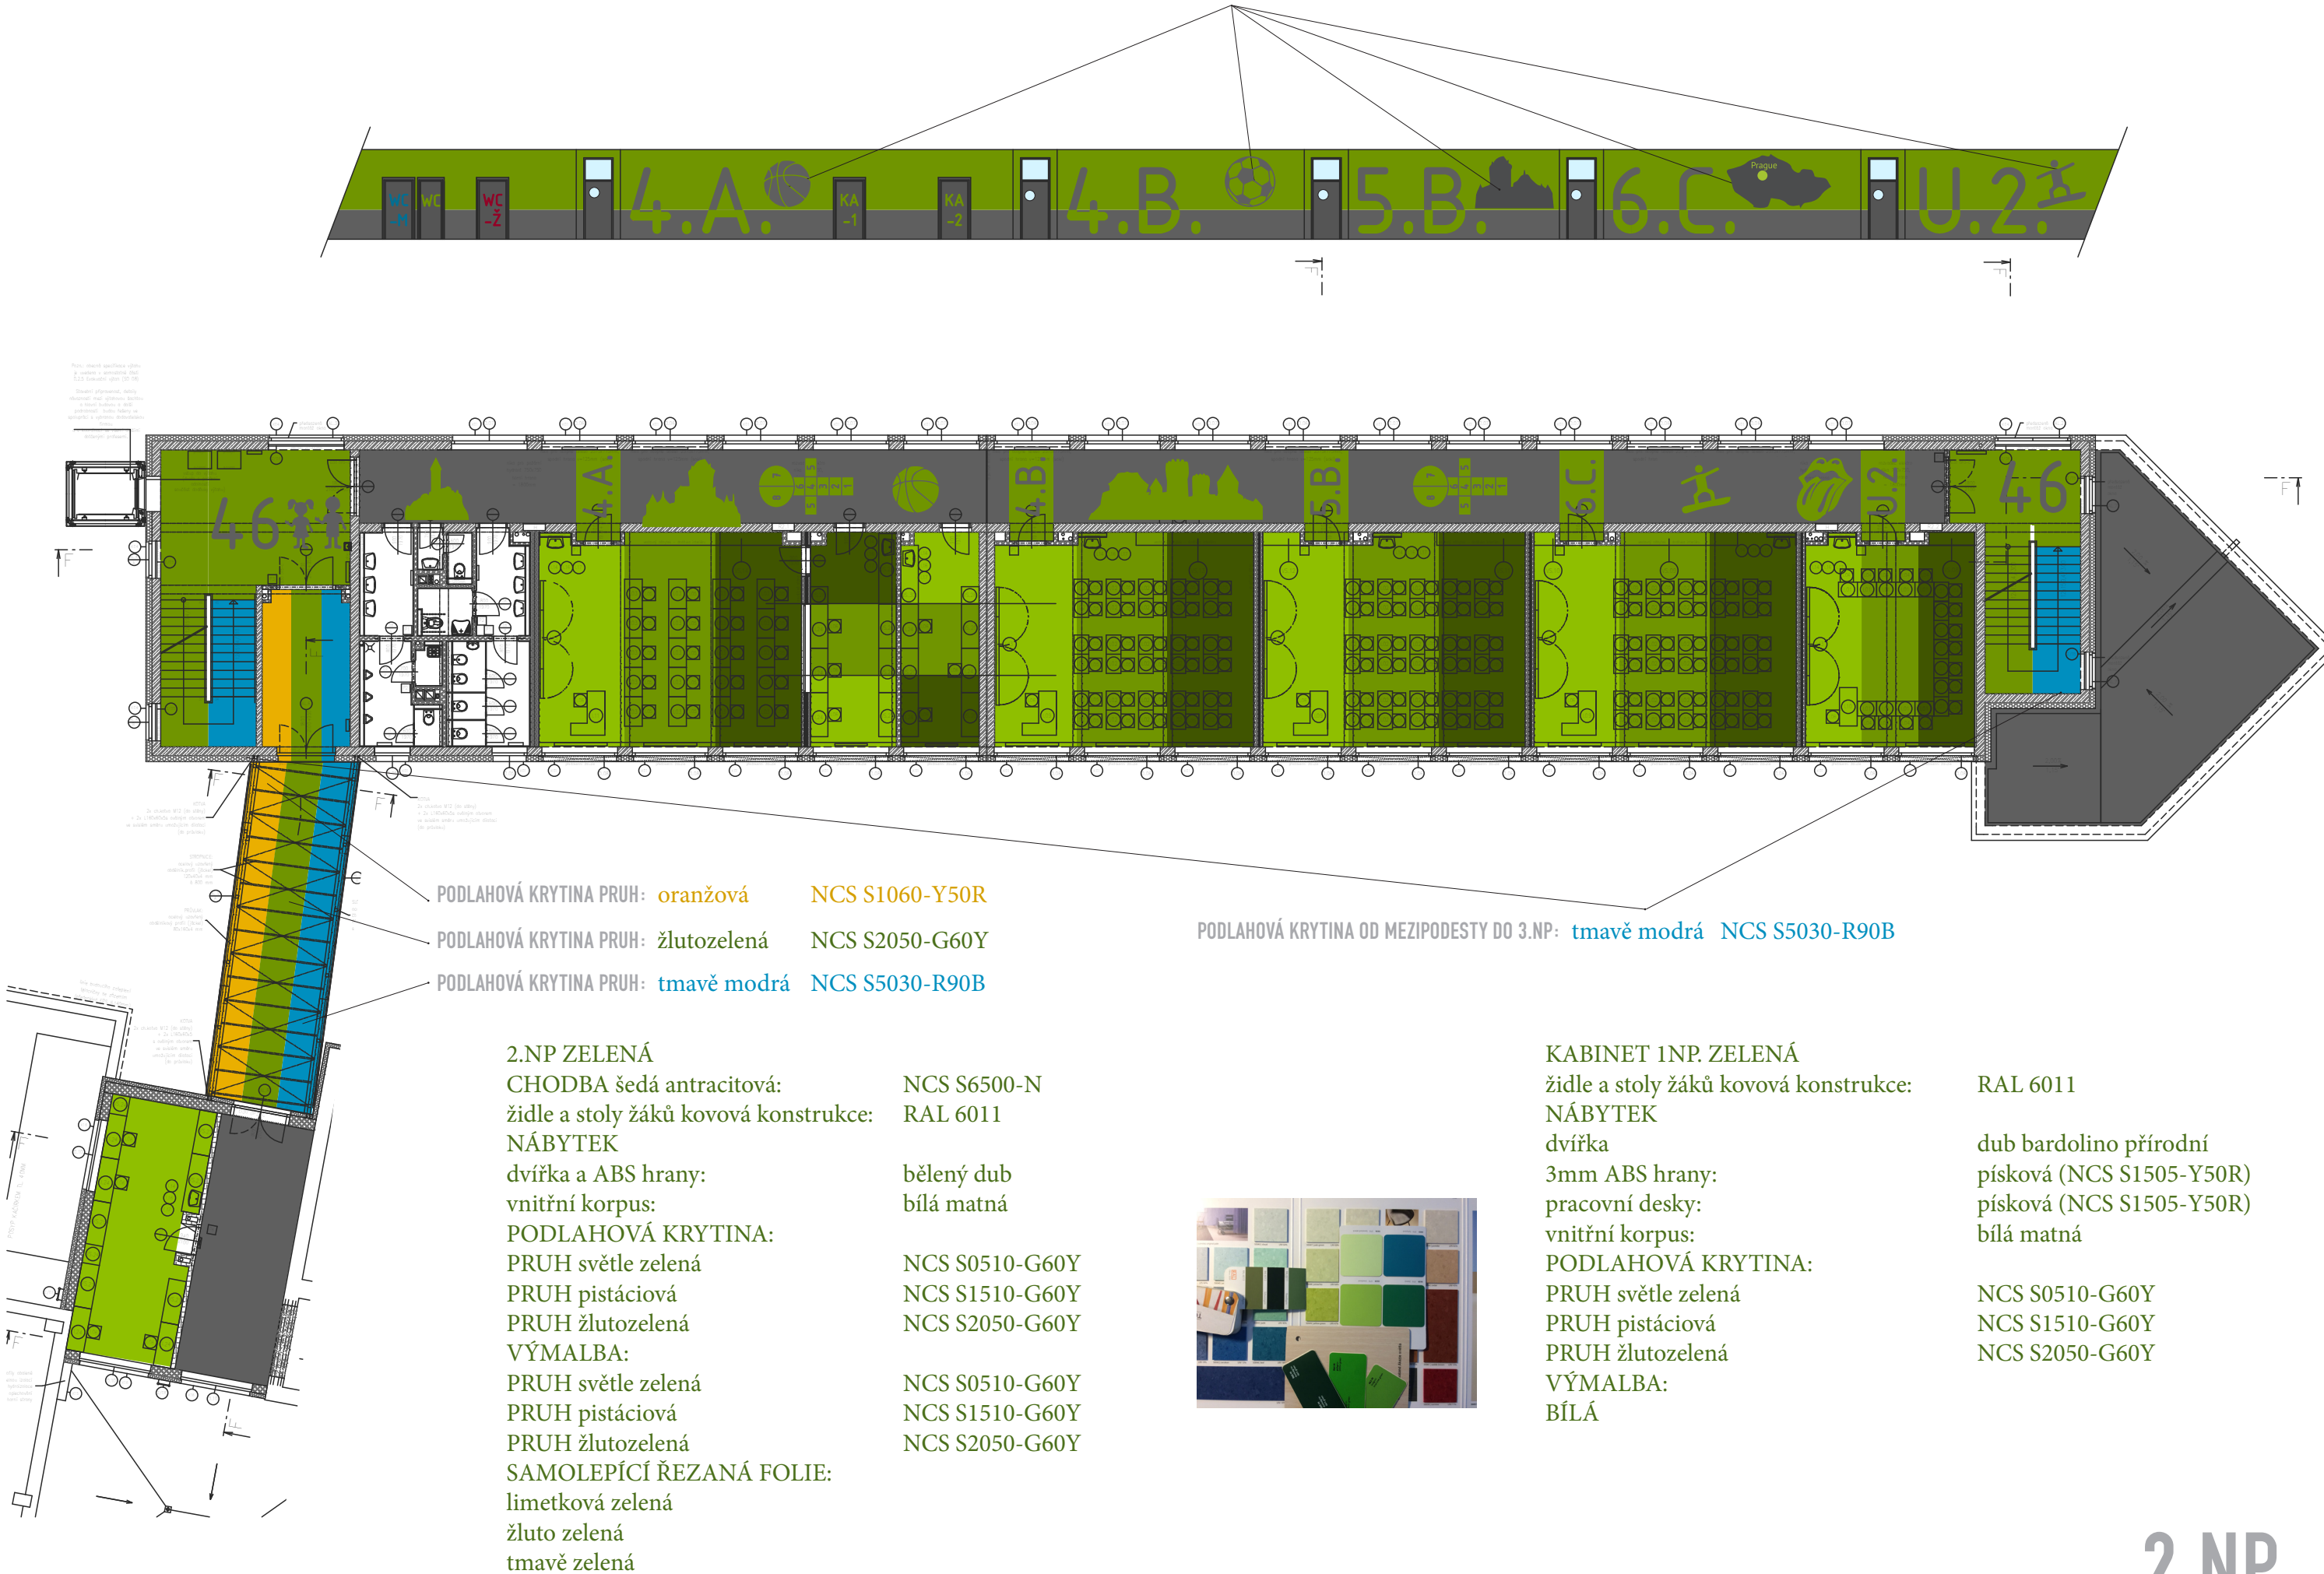 WC -M
WC
WC -Ž
4.A.
KA -1
KA -2
4.B.
5.B.
6.C.
Prague
U.2.
F
F
46
4.A.
4.B.
5.B.
6.C.
U.2.
46
F
F
F
F
F
PODLAHOVÁ KRYTINA PRUH: oranžová NCS S1060-Y50R
PODLAHOVÁ KRYTINA PRUH: žlutozelená NCS S2050-G60Y
PODLAHOVÁ KRYTINA PRUH: tmavě modrá NCS S5030-R90B
PODLAHOVÁ KRYTINA OD MEZIPODESTY DO 3.NP: tmavě modrá NCS S5030-R90B
2.NP ZELENÁ
CHODBA šedá antracitová: NCS S6500-N
židle a stoly žáků kovová konstrukce: RAL 6011
NÁBYTEK
dvířka a ABS hrany: bělený dub
vnitřní korpus: bílá matná
PODLAHOVÁ KRYTINA:
PRUH světle zelená NCS S0510-G60Y
PRUH pistáciová NCS S1510-G60Y
PRUH žlutozelená NCS S2050-G60Y
VÝMALBA:
PRUH světle zelená NCS S0510-G60Y
PRUH pistáciová NCS S1510-G60Y
PRUH žlutozelená NCS S2050-G60Y
SAMOLEPÍCÍ ŘEZANÁ FOLIE:
limetková zelená
žluto zelená
tmavě zelená
KABINET 1NP. ZELENÁ
židle a stoly žáků kovová konstrukce: RAL 6011
NÁBYTEK
dvířka dub bardolino přírodní
3mm ABS hrany: písková (NCS S1505-Y50R)
pracovní desky: písková (NCS S1505-Y50R)
vnitřní korpus: bílá matná
PODLAHOVÁ KRYTINA:
PRUH světle zelená NCS S0510-G60Y
PRUH pistáciová NCS S1510-G60Y
PRUH žlutozelená NCS S2050-G60Y
VÝMALBA:
BÍLÁ
2.NP